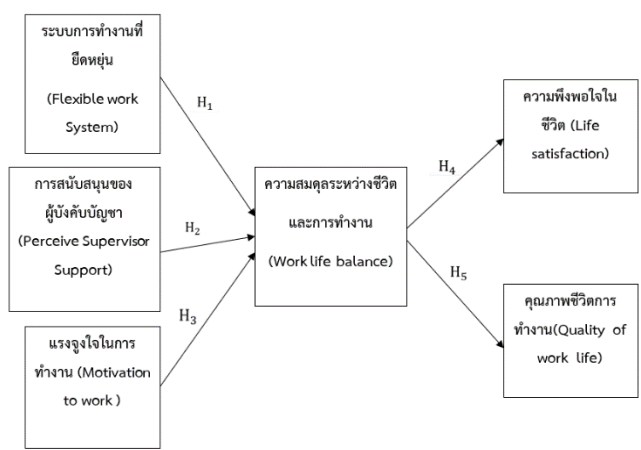 ระบบการทำงานที่
ยืดหยุ่น
(Flexible work
System)
H₁
การสนับสนุนของ
ผู้บังคับบัญชา
(Perceive Supervisor
Support)
H₂
แรงจูงใจในการ
ทำงาน (Motivation
to work )
H₃
ความสมดุลระหว่างชีวิต
และการทำงาน
(Work life balance)
H₄
ความพึงพอใจใน
ชีวิต (Life
satisfaction)
H₅
คุณภาพชีวิตการ
ทำงาน(Quality of
work life)